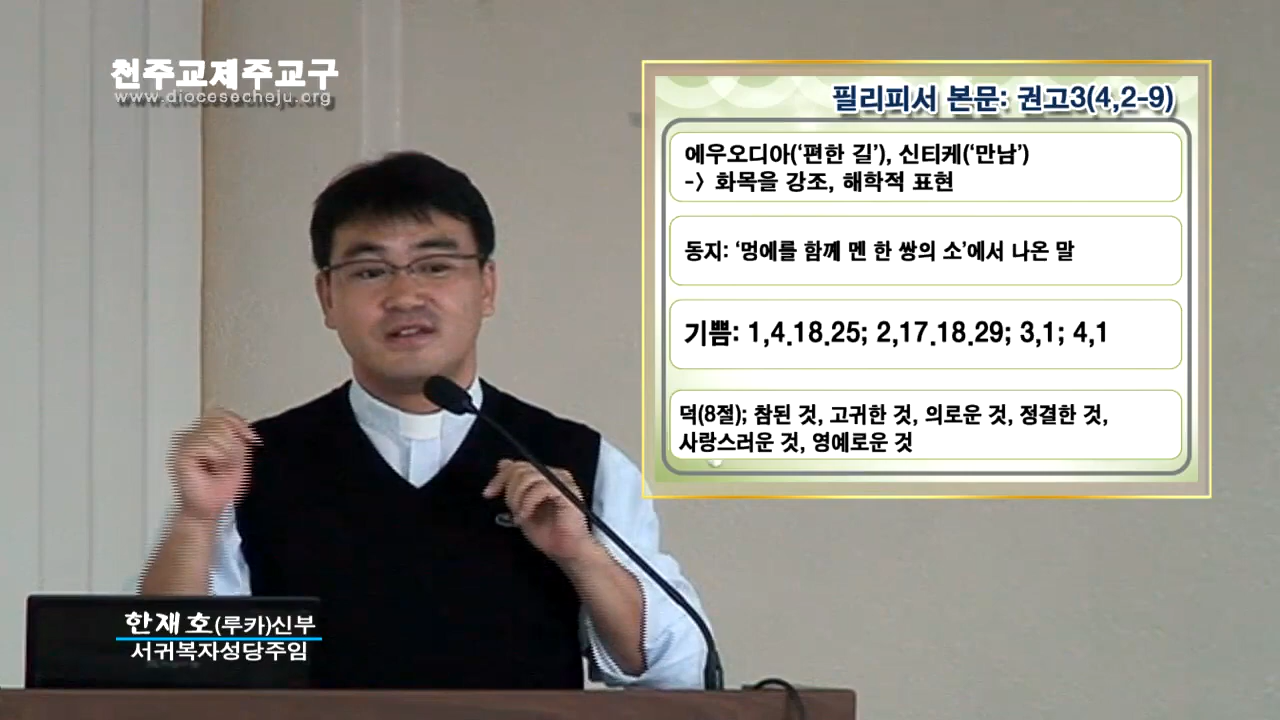 천주교제주교구
www.diocesecheju.org
필리피서 본문: 권고3(4,2-9)
에우오디아(‘편한 길’), 신티케(‘만남’)
-> 화목을 강조, 해학적 표현
동지: ‘멍에를 함께 멘 한 쌍의 소’에서 나온 말
기쁨: 1,4.18.25; 2,17.18.29; 3,1; 4,1
덕(8절); 참된 것, 고귀한 것, 의로운 것, 정결한 것,
사랑스러운 것, 영예로운 것
한재호(루카)신부
서귀복자성당주임